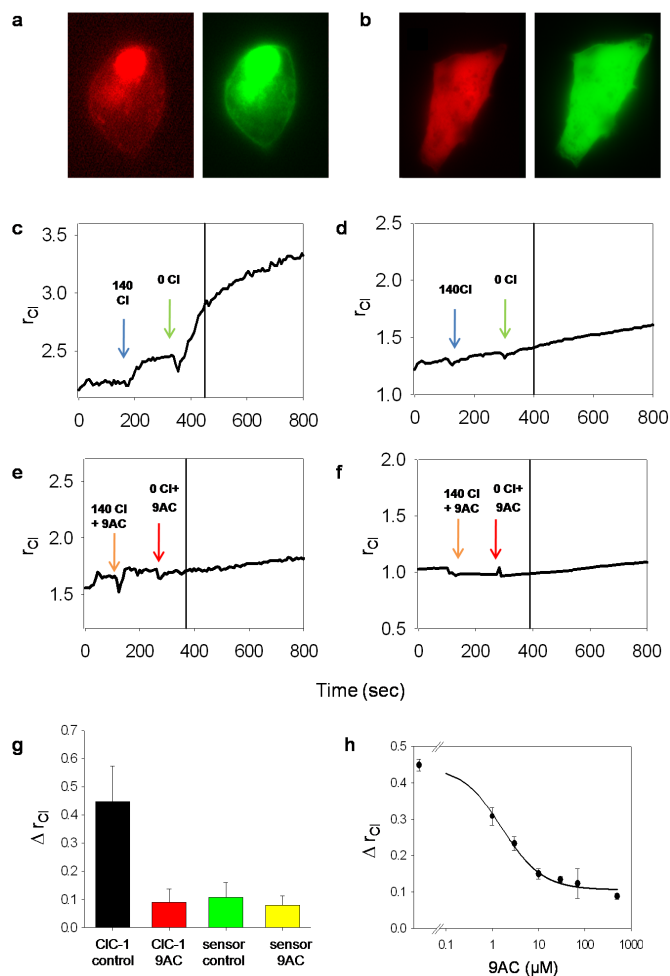 a
b
c
3.5
3.0
2.5
rCl
140
Cl
0 Cl
0 200 400 600 800
d
2.5
2.0
1.5
1.0
rCl
140Cl
0 Cl
0 200 400 600 800
e
2.5
2.0
1.5
rCl
140 Cl
+ 9AC
0 Cl+
9AC
0 200 400 600 800
f
2.0
1.5
1.0
0.5
rCl
140 Cl
+ 9AC
0 Cl+
9AC
0 200 400 600 800
Time (sec)
g
0.7
0.6
0.5
0.4
0.3
0.2
0.1
0.0
Δ rCl
ClC-1 ClC-1 sensor sensor
control 9AC control 9AC
h
0.5
0.4
0.3
0.2
0.1
0.0
Δ rCl
0.1 1 10 100 1000
9AC (µM)